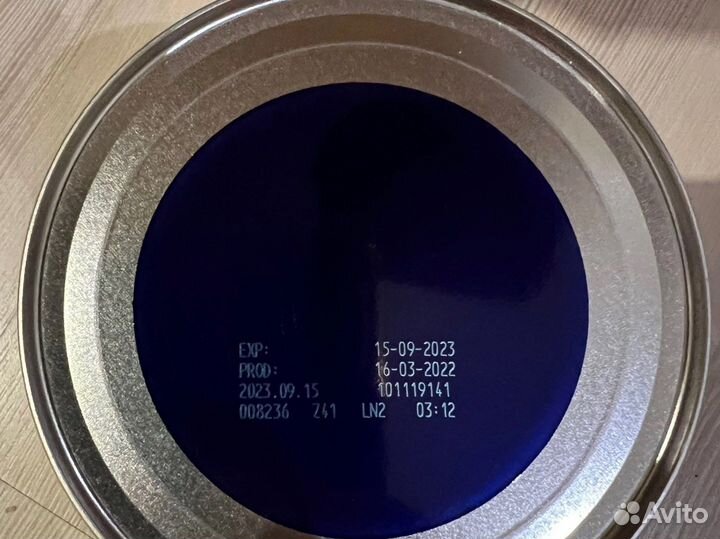 EXP: 15-09-2023
PROD: 16-03-2022
2023.09.15 101119141
008236 Z41 LN2 03:12
Avito